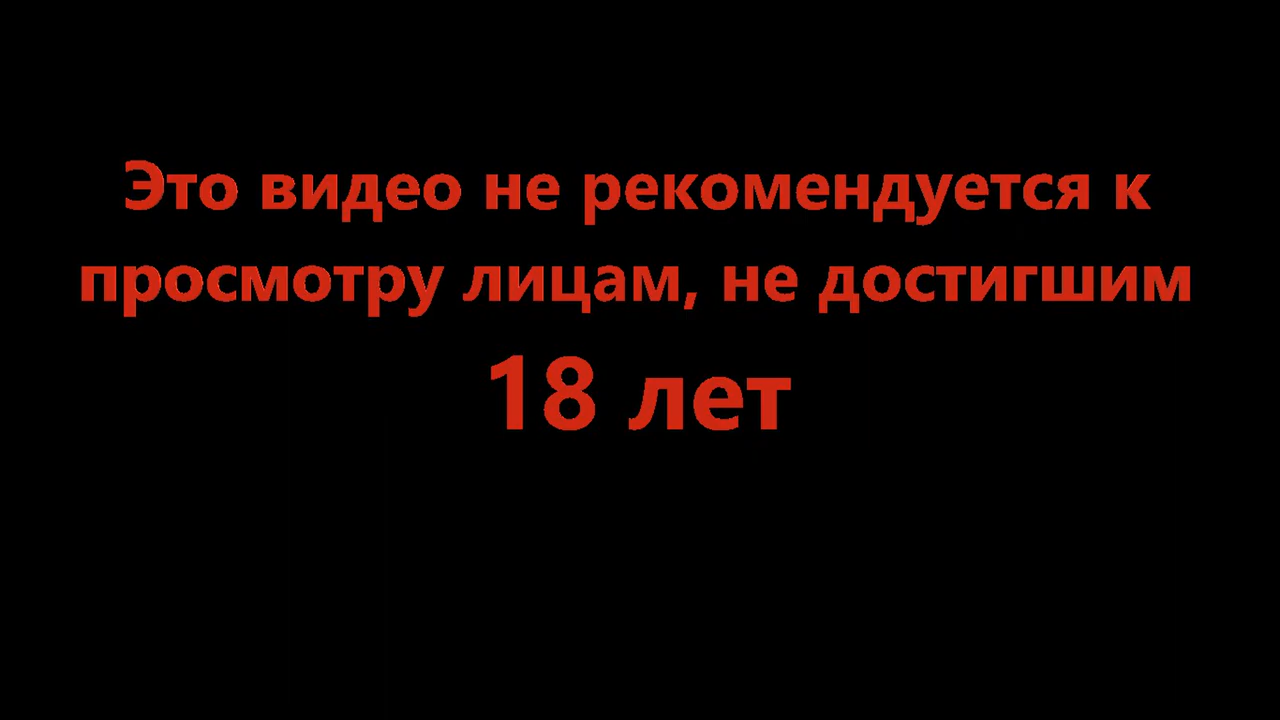 Это видео не рекомендуется к
просмотру лицам, не достигшим
18 лет